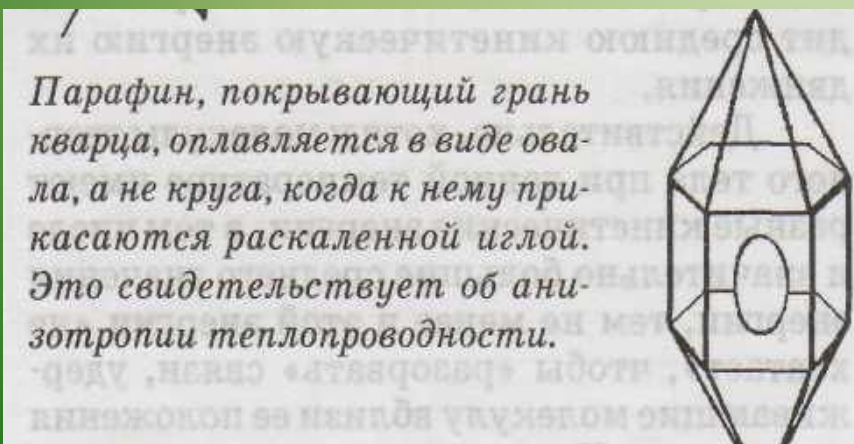 Парафин, покрывающий грань
кварца, оплавляется в виде ова-
ла, а не круга, когда к нему при-
касаются раскаленной иглой.
Это свидетельствует об ани-
зотропии теплопроводности.